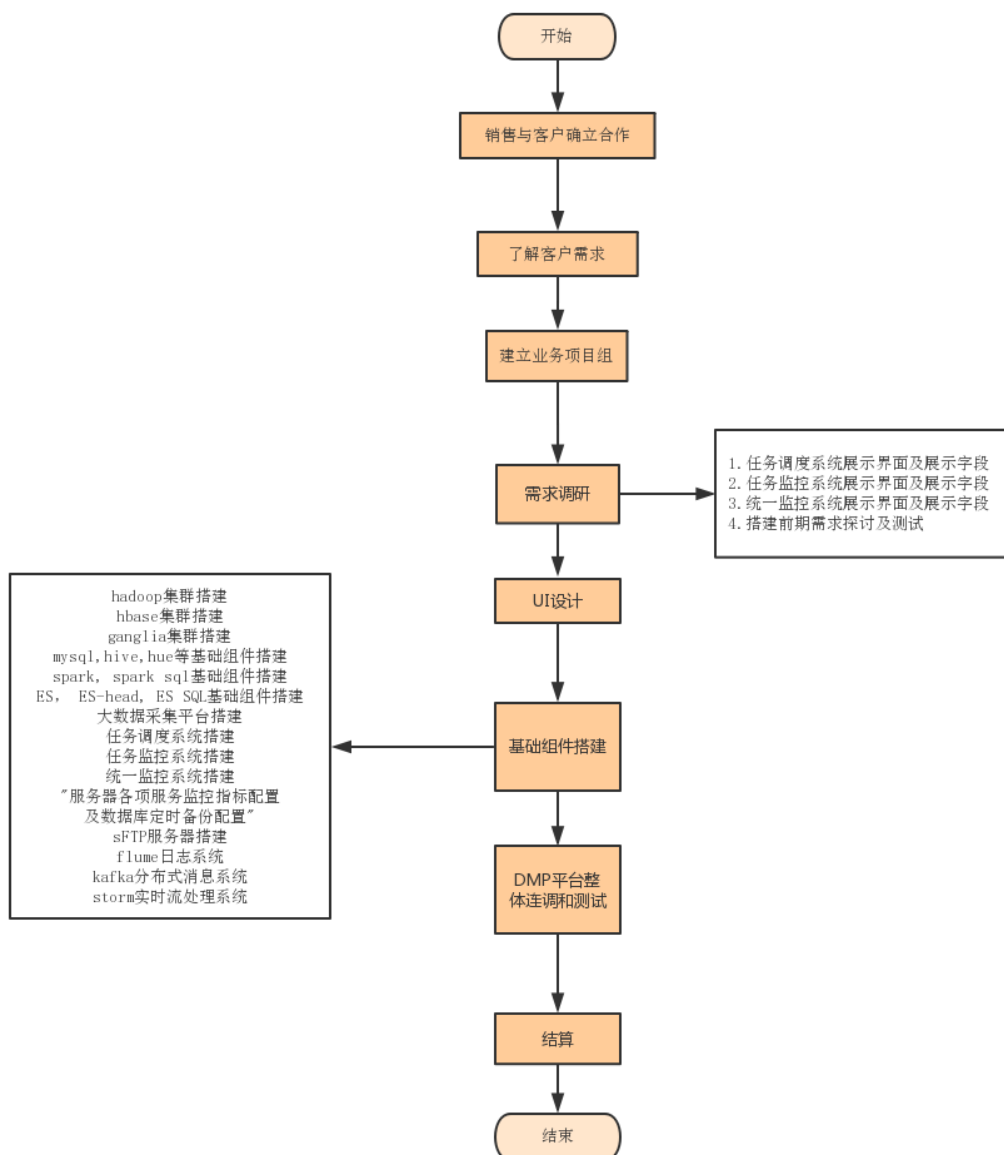 开始
销售与客户确立合作
了解客户需求
建立业务项目组
需求调研
1.任务调度系统展示界面及展示字段
2.任务监控系统展示界面及展示字段
3.统一监控系统展示界面及展示字段
4.搭建前期需求探讨及测试
UI设计
基础组件搭建
hadoop集群搭建
hbase集群搭建
ganglia集群搭建
mysql,hive,hue等基础组件搭建
spark, spark sql基础组件搭建
ES, ES-head, ES SQL基础组件搭建
大数据采集平台搭建
任务调度系统搭建
任务监控系统搭建
统一监控系统搭建
"服务器各项服务监控指标配置
及数据库定时备份配置"
sFTP服务器搭建
flume日志系统
kafka分布式消息系统
storm实时流处理系统
DMP平台整
体连调和测试
结算
结束